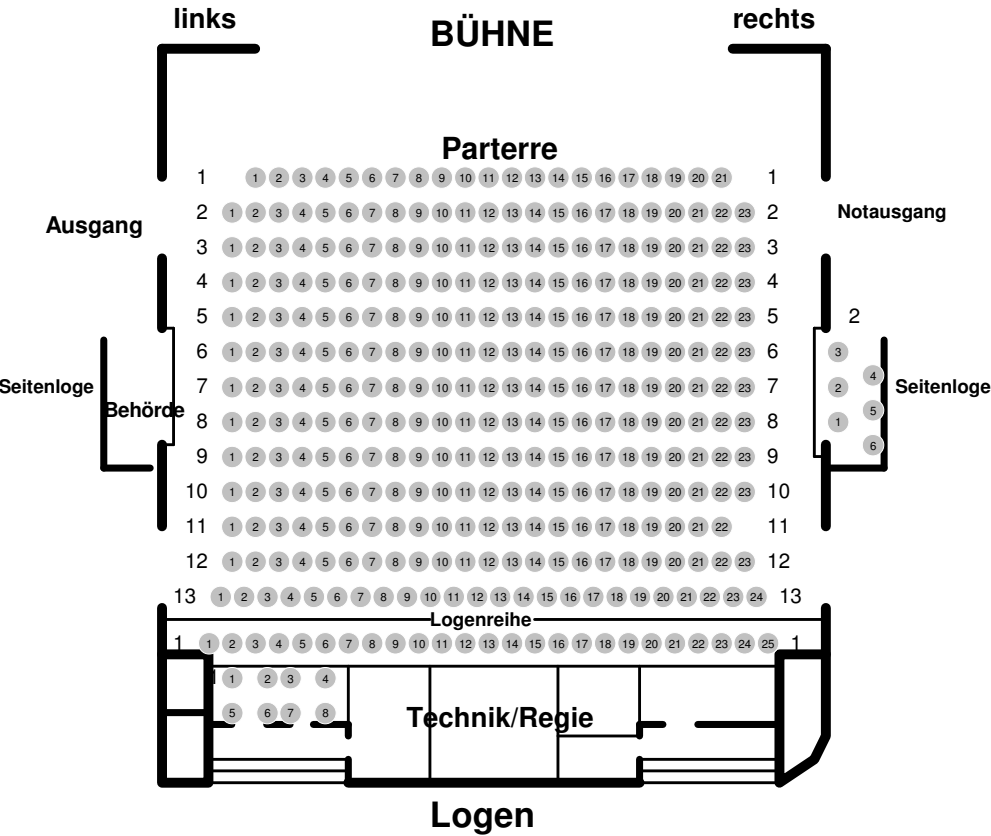 links BÜHNE rechts
Parterre
1 1 2 3 4 5 6 7 8 9 10 11 12 13 14 15 16 17 18 19 20 21 1
2 1 2 3 4 5 6 7 8 9 10 11 12 13 14 15 16 17 18 19 20 21 22 23 2
Ausgang Notausgang
3 1 2 3 4 5 6 7 8 9 10 11 12 13 14 15 16 17 18 19 20 21 22 23 3
4 1 2 3 4 5 6 7 8 9 10 11 12 13 14 15 16 17 18 19 20 21 22 23 4
5 1 2 3 4 5 6 7 8 9 10 11 12 13 14 15 16 17 18 19 20 21 22 23 5 2
6 1 2 3 4 5 6 7 8 9 10 11 12 13 14 15 16 17 18 19 20 21 22 23 6 3
4
Seitenloge 7 1 2 3 4 5 6 7 8 9 10 11 12 13 14 15 16 17 18 19 20 21 22 23 7 2 Seitenloge
Behörde 5
8 1 2 3 4 5 6 7 8 9 10 11 12 13 14 15 16 17 18 19 20 21 22 23 8 1
6
9 1 2 3 4 5 6 7 8 9 10 11 12 13 14 15 16 17 18 19 20 21 22 23 9
10 1 2 3 4 5 6 7 8 9 10 11 12 13 14 15 16 17 18 19 20 21 22 23 10
11 1 2 3 4 5 6 7 8 9 10 11 12 13 14 15 16 17 18 19 20 21 22 11
12 1 2 3 4 5 6 7 8 9 10 11 12 13 14 15 16 17 18 19 20 21 22 23 12
13 1 2 3 4 5 6 7 8 9 10 11 12 13 14 15 16 17 18 19 20 21 22 23 24 13
Logenreihe
1 1 2 3 4 5 6 7 8 9 10 11 12 13 14 15 16 17 18 19 20 21 22 23 24 25 1
1 1 2 3 4
5 6 7 8 Technik/Regie
Logen